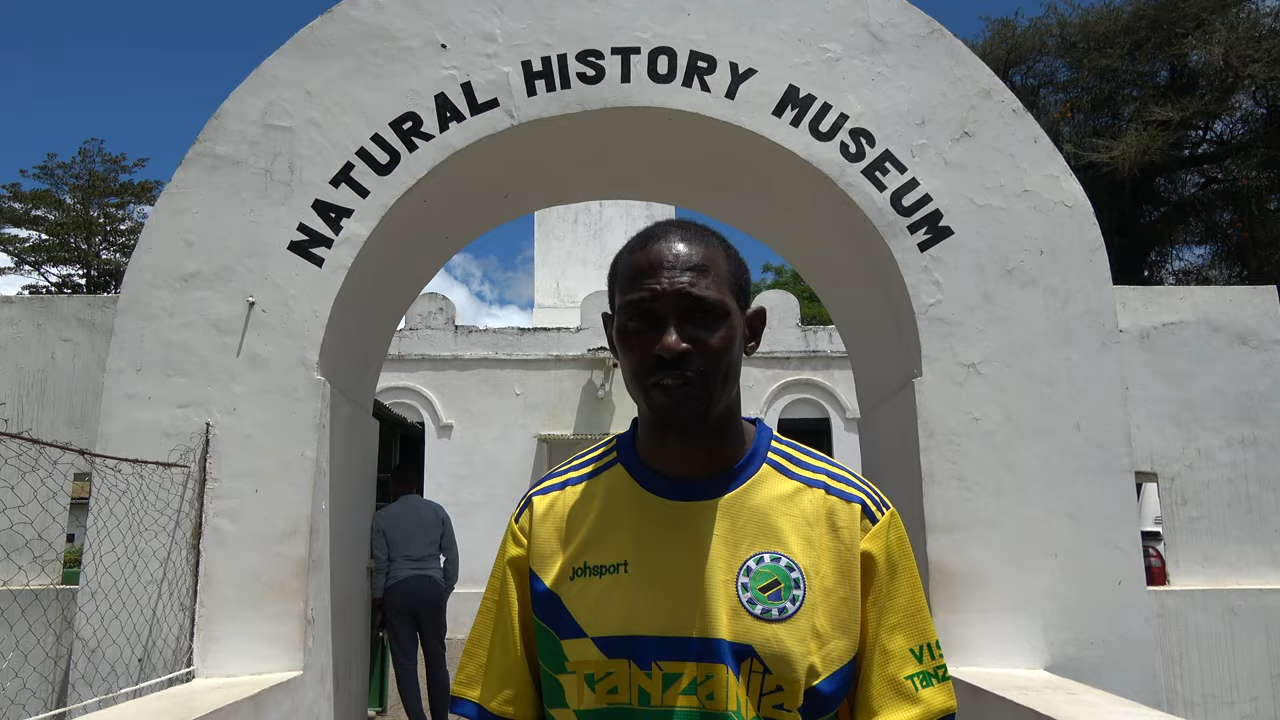 NATURAL HISTORY MUSEUM
johsport
TANZANIA
VIS
TANZ